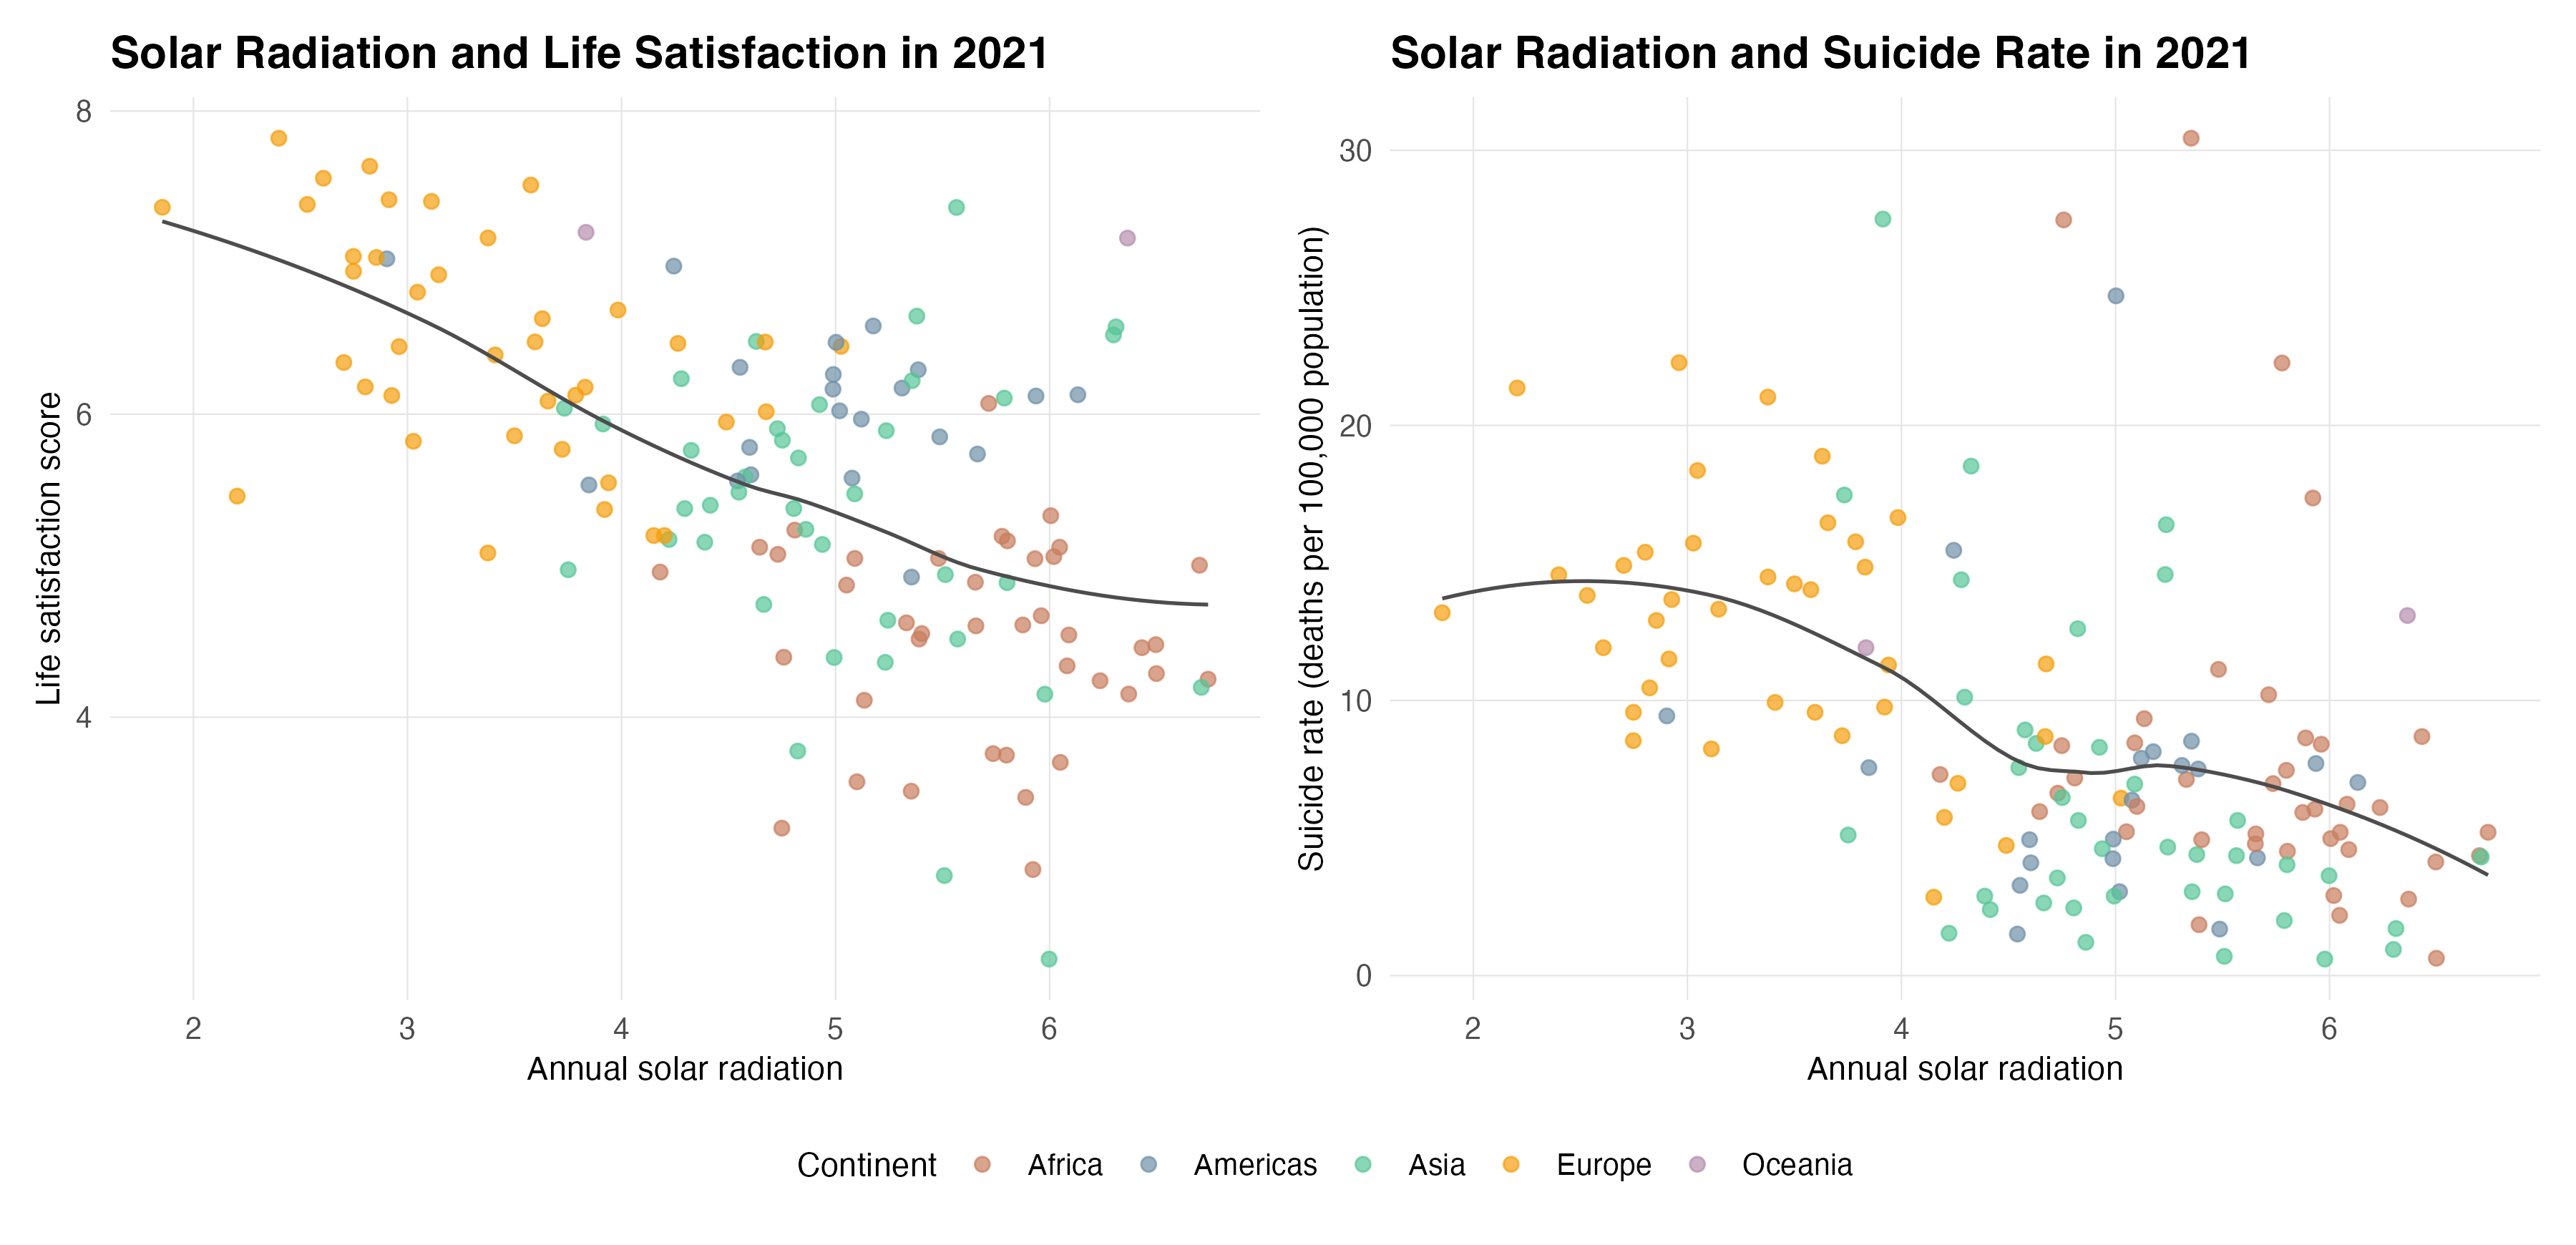 Solar Radiation and Life Satisfaction in 2021
8
6
4
Life satisfaction score
2
3
4
5
6
Annual solar radiation
Solar Radiation and Suicide Rate in 2021
30
20
10
0
Suicide rate (deaths per 100,000 population)
2
3
4
5
6
Annual solar radiation
Continent Africa Americas Asia Europe Oceania